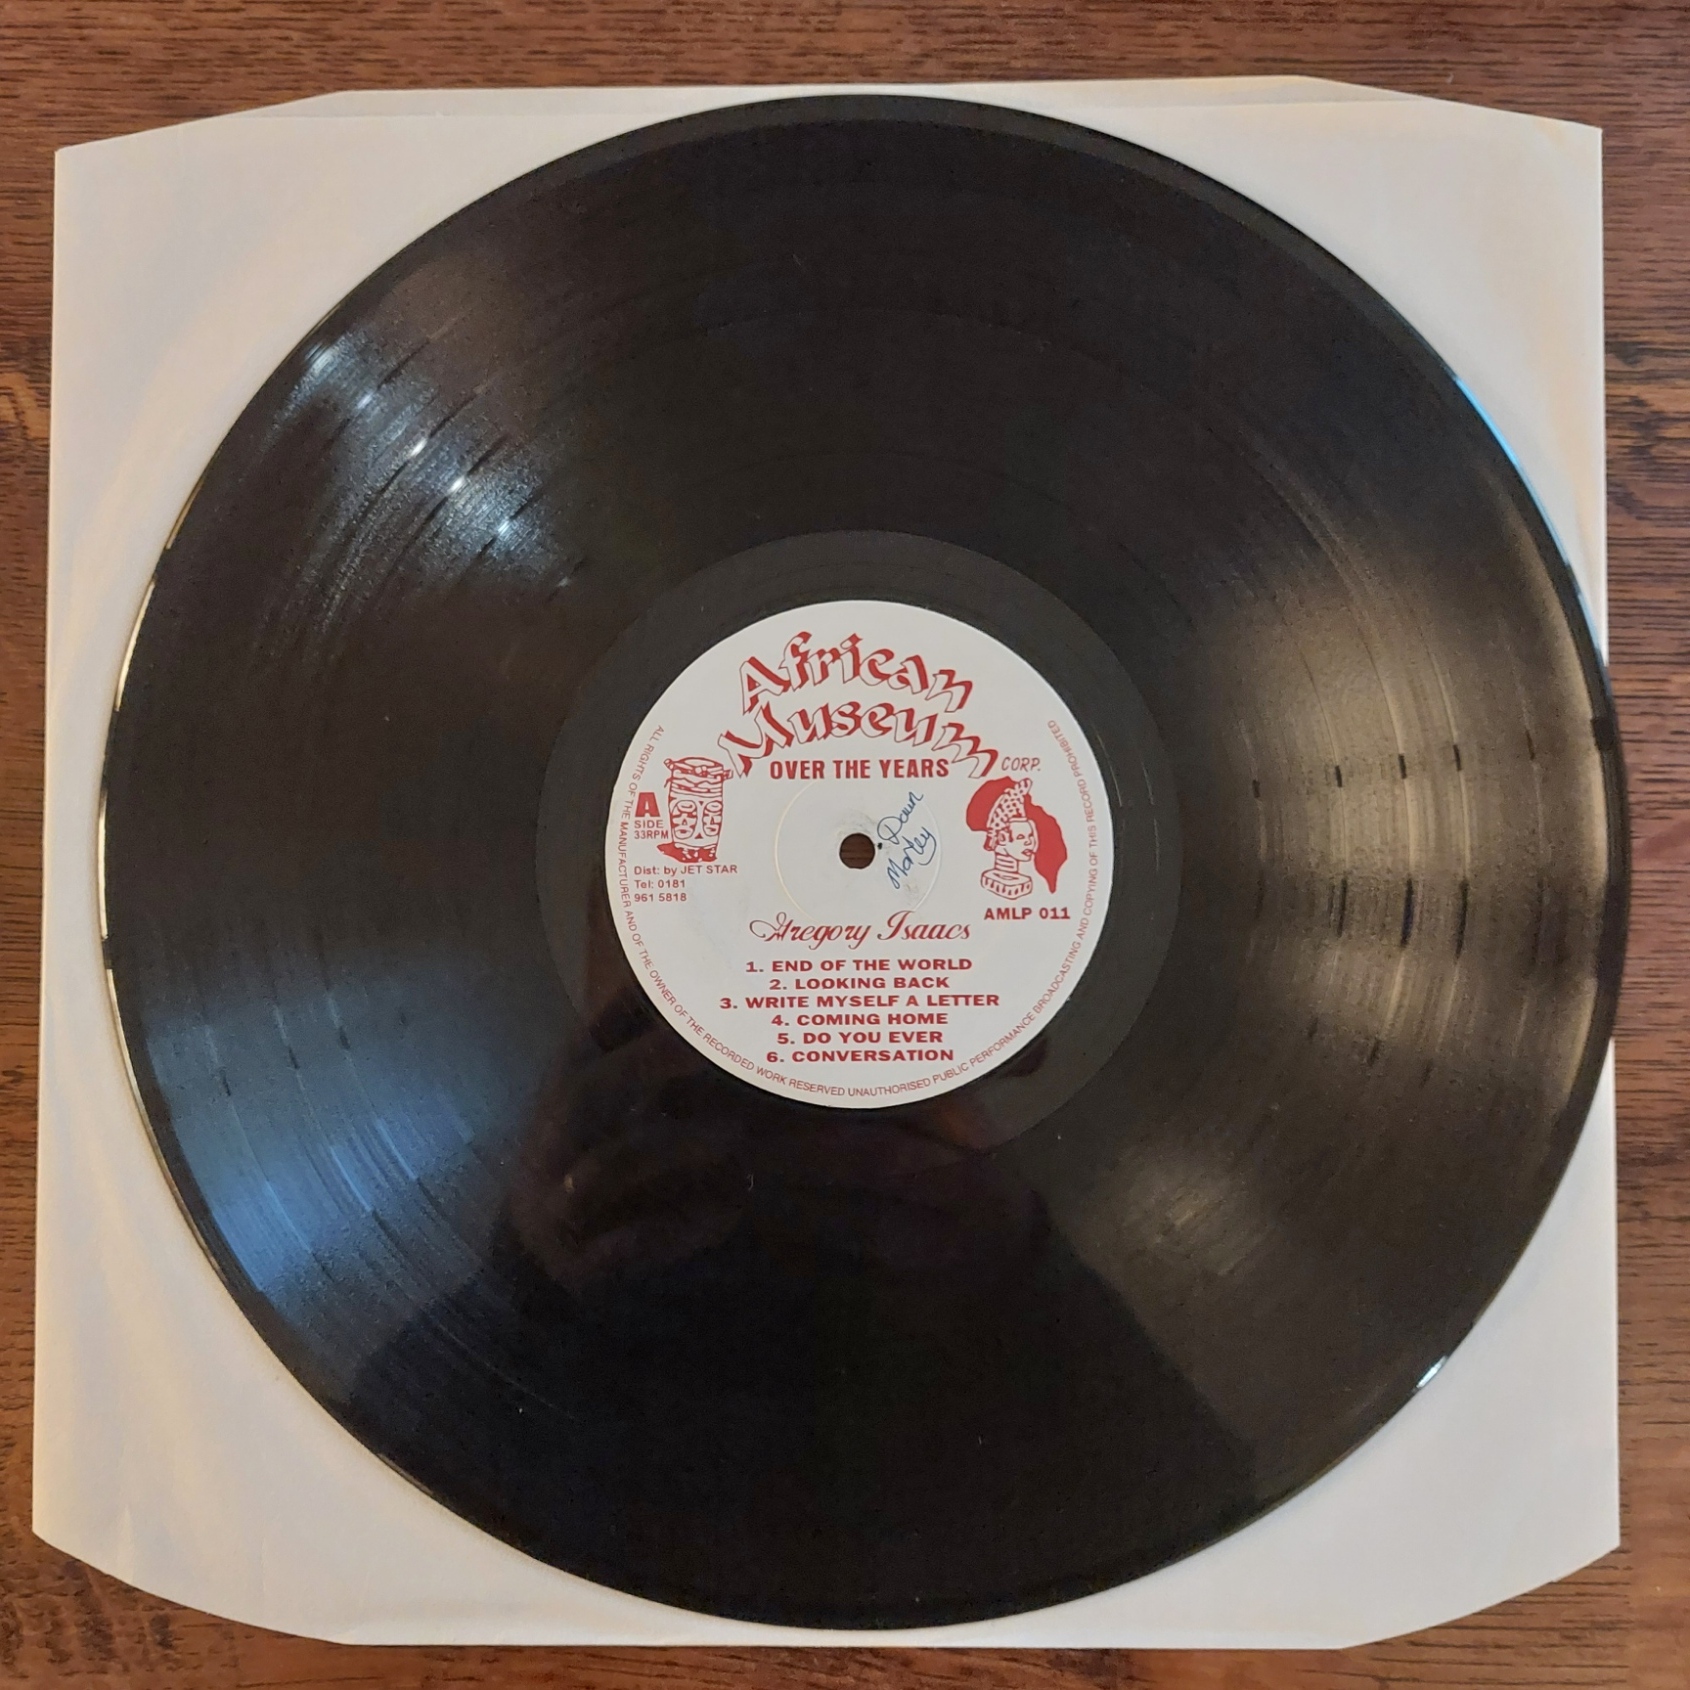 African
Museum
CORP.
OVER THE YEARS
A
SIDE
33RPM
Dist: by JET STAR
Tel: 0181
961 5818
Dawn
Morley
AMLP 011
Gregory Isaacs
1. END OF THE WORLD
2. LOOKING BACK
3. WRITE MYSELF A LETTER
4. COMING HOME
5. DO YOU EVER
6. CONVERSATION
ALL RIGHTS OF THE MANUFACTURER AND OF THE OWNER OF THE RECORDED WORK RESERVED UNAUTHORISED PUBLIC PERFORMANCE BROADCASTING AND COPYING OF THIS RECORD PROHIBITED